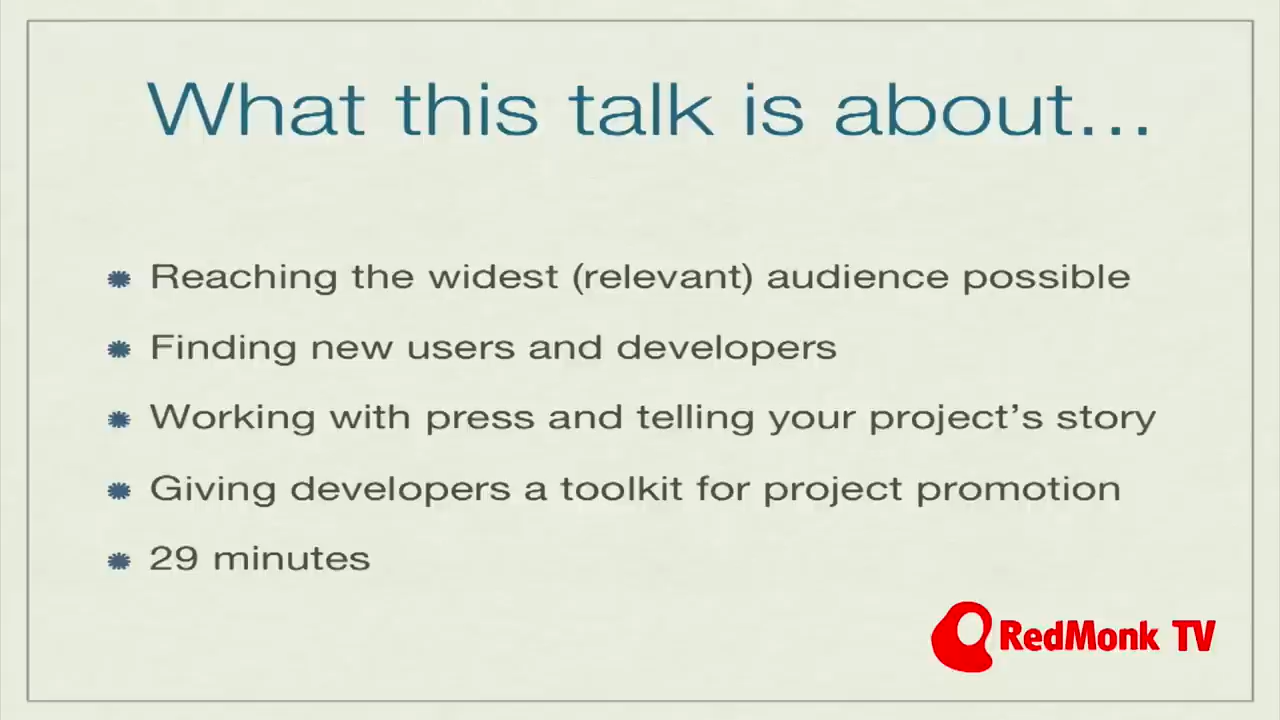 What this talk is about...
Reaching the widest (relevant) audience possible
Finding new users and developers
Working with press and telling your project’s story
Giving developers a toolkit for project promotion
29 minutes
RedMonk TV